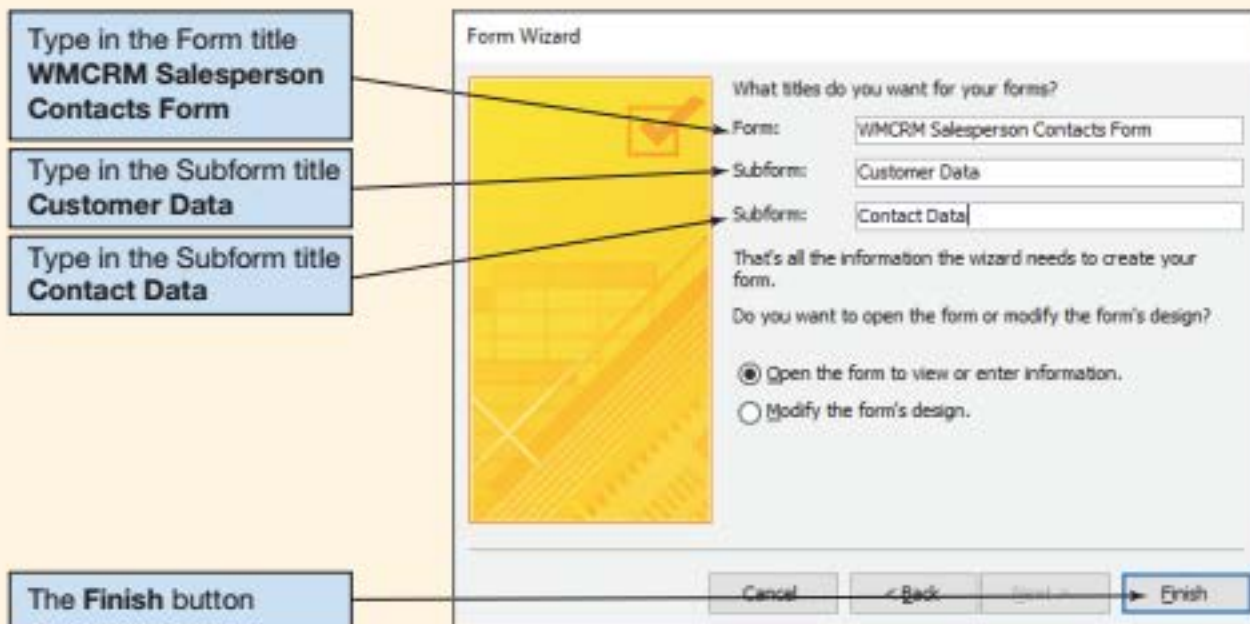 Type in the Form title
WMCRM Salesperson
Contacts Form
Type in the Subform title
Customer Data
Type in the Subform title
Contact Data
The Finish button
Form Wizard
What titles do you want for your forms?
Form: WMCRM Salesperson Contacts Form
Subform: Customer Data
Subform: Contact Data
That's all the information the wizard needs to create your
form.
Do you want to open the form or modify the form's design?
Open the form to view or enter information.
Modify the form's design.
Cancel < Back Next > Finish